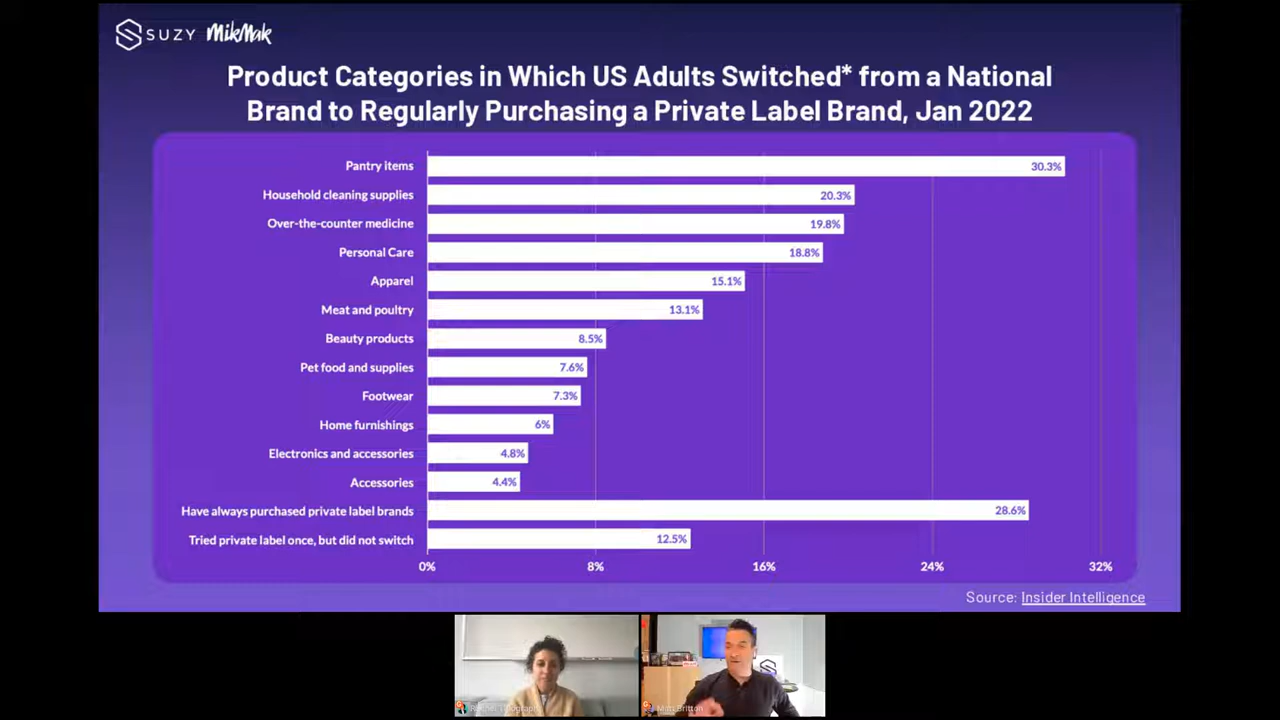 SUZY MikMak
Product Categories in Which US Adults Switched* from a National
Brand to Regularly Purchasing a Private Label Brand, Jan 2022
Pantry items 30.3%
Household cleaning supplies 20.3%
Over-the-counter medicine 19.8%
Personal Care 18.8%
Apparel 15.1%
Meat and poultry 13.1%
Beauty products 8.5%
Pet food and supplies 7.6%
Footwear 7.3%
Home furnishings 6%
Electronics and accessories 4.8%
Accessories 4.4%
Have always purchased private label brands 28.6%
Tried private label once, but did not switch 12.5%
0% 8% 16% 24% 32%
Source: Insider Intelligence
Matt Britton